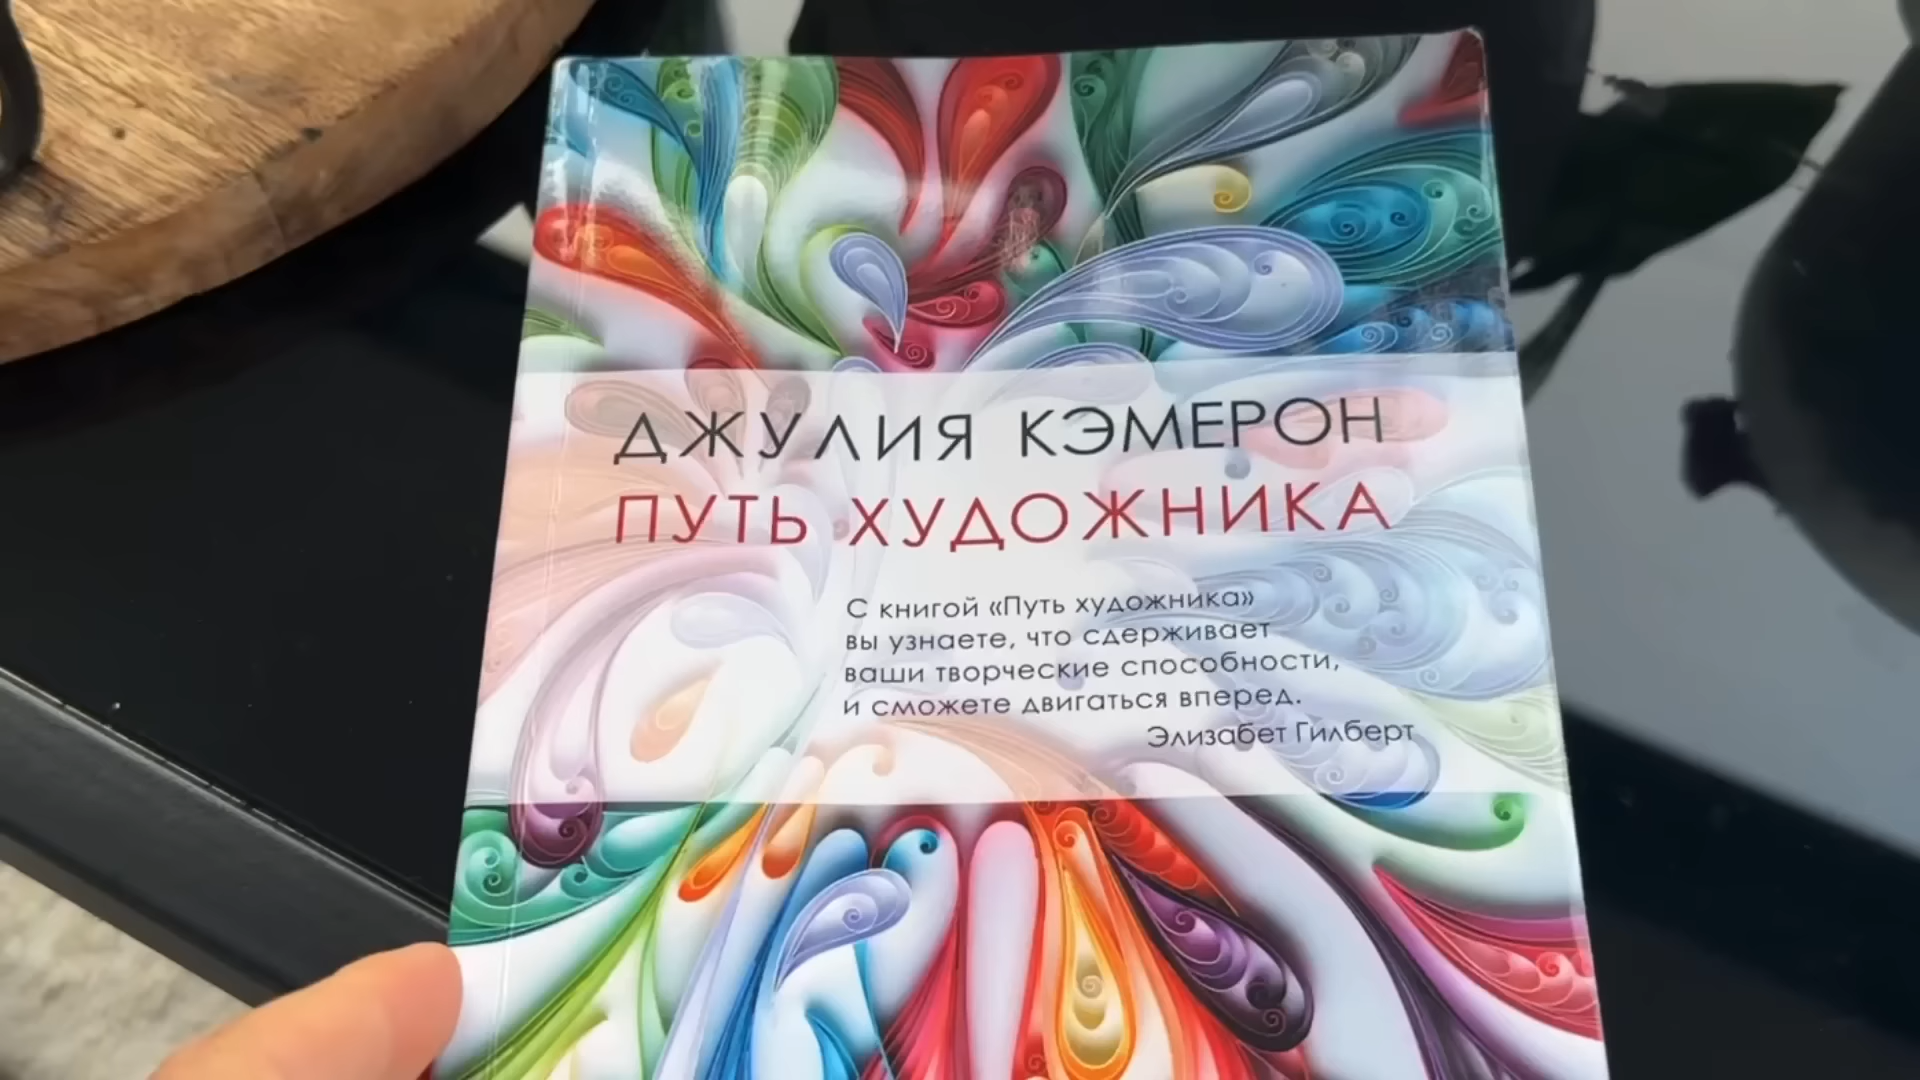 ДЖУЛИЯ КЭМЕРОН
ПУТЬ ХУДОЖНИКА
С книгой «Путь художника»
вы узнаете, что сдерживает
ваши творческие способности,
и сможете двигаться вперед.
Элизабет Гилберт